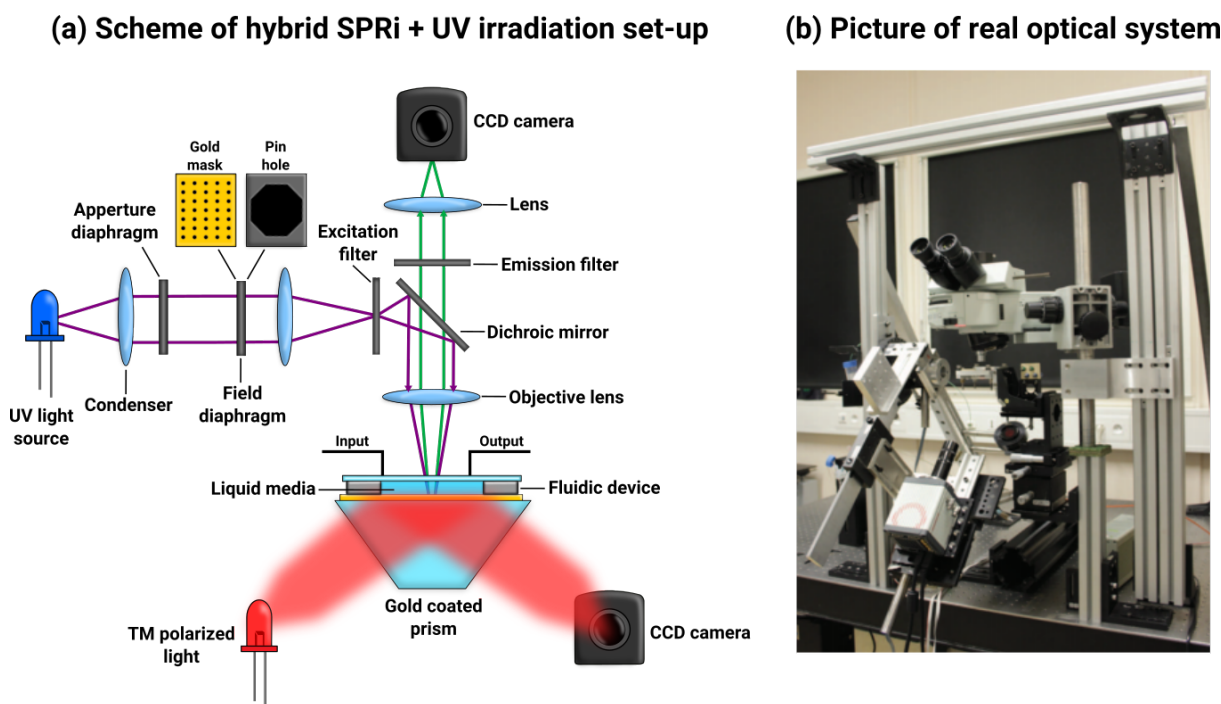 (a) Scheme of hybrid SPRi + UV irradiation set-up
(b) Picture of real optical system
CCD camera
Gold
mask
Pin
hole
Lens
Apperture
diaphragm
Excitation
filter
Emission filter
Dichroic mirror
UV light
source
Condenser
Field
diaphragm
Objective lens
Input
Output
Liquid media
Fluidic device
Gold coated
prism
TM polarized
light
CCD camera